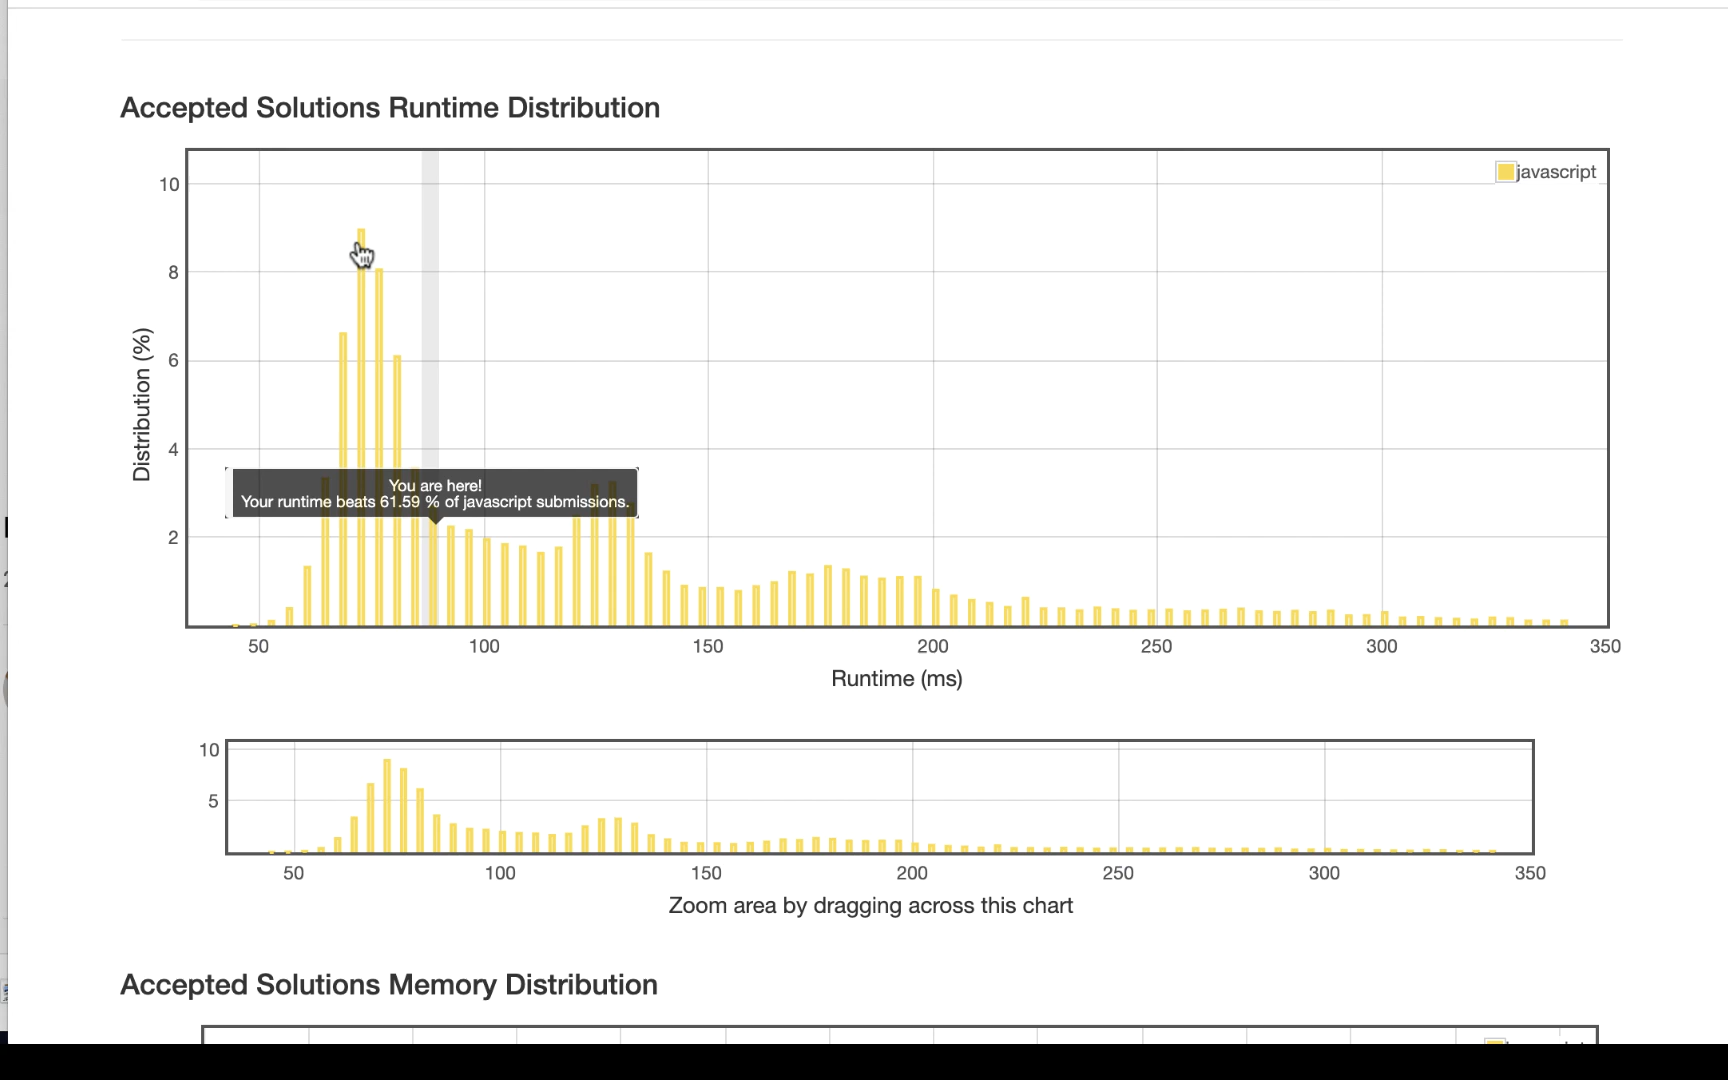 Accepted Solutions Runtime Distribution
javascript
10
8
6
4
2
Distribution (%)
You are here!
Your runtime beats 61.59 % of javascript submissions.
50 100 150 200 250 300 350
Runtime (ms)
10
5
50 100 150 200 250 300 350
Zoom area by dragging across this chart
Accepted Solutions Memory Distribution